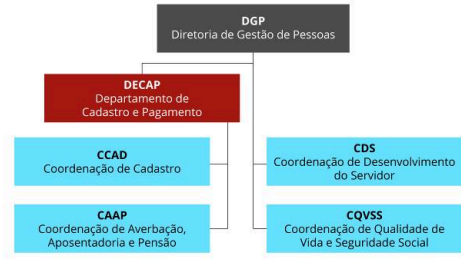 DGP
Diretoria de Gestão de Pessoas
DECAP
Departamento de
Cadastro e Pagamento
CCAD
Coordenação de Cadastro
CDS
Coordenação de Desenvolvimento
do Servidor
CAAP
Coordenação de Averbação,
Aposentadoria e Pensão
CQVSS
Coordenação de Qualidade de
Vida e Seguridade Social